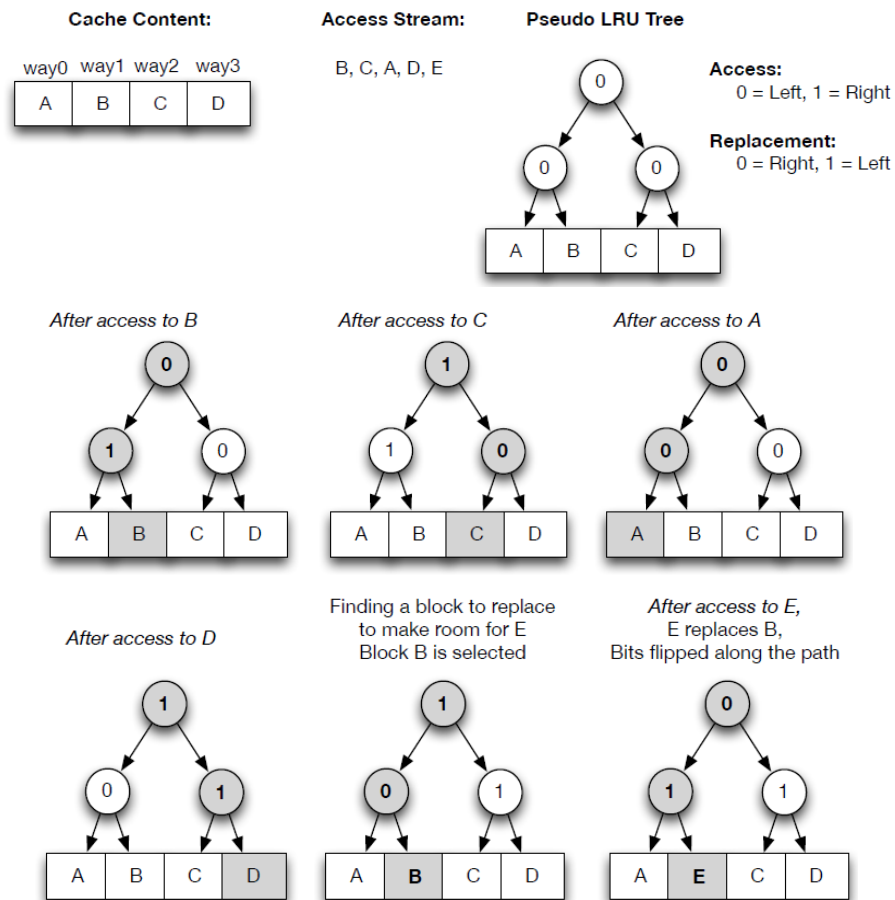 Cache Content:
Access Stream:
Pseudo LRU Tree
way0 way1 way2 way3
A B C D
B, C, A, D, E
0
0 0
A B C D
Access:
0 = Left, 1 = Right
Replacement:
0 = Right, 1 = Left
After access to B
0
1 0
A B C D
After access to C
1
1 0
A B C D
After access to A
0
0 0
A B C D
After access to D
1
0 1
A B C D
Finding a block to replace
to make room for E
Block B is selected
1
0 1
A B C D
After access to E,
E replaces B,
Bits flipped along the path
0
1 1
A E C D